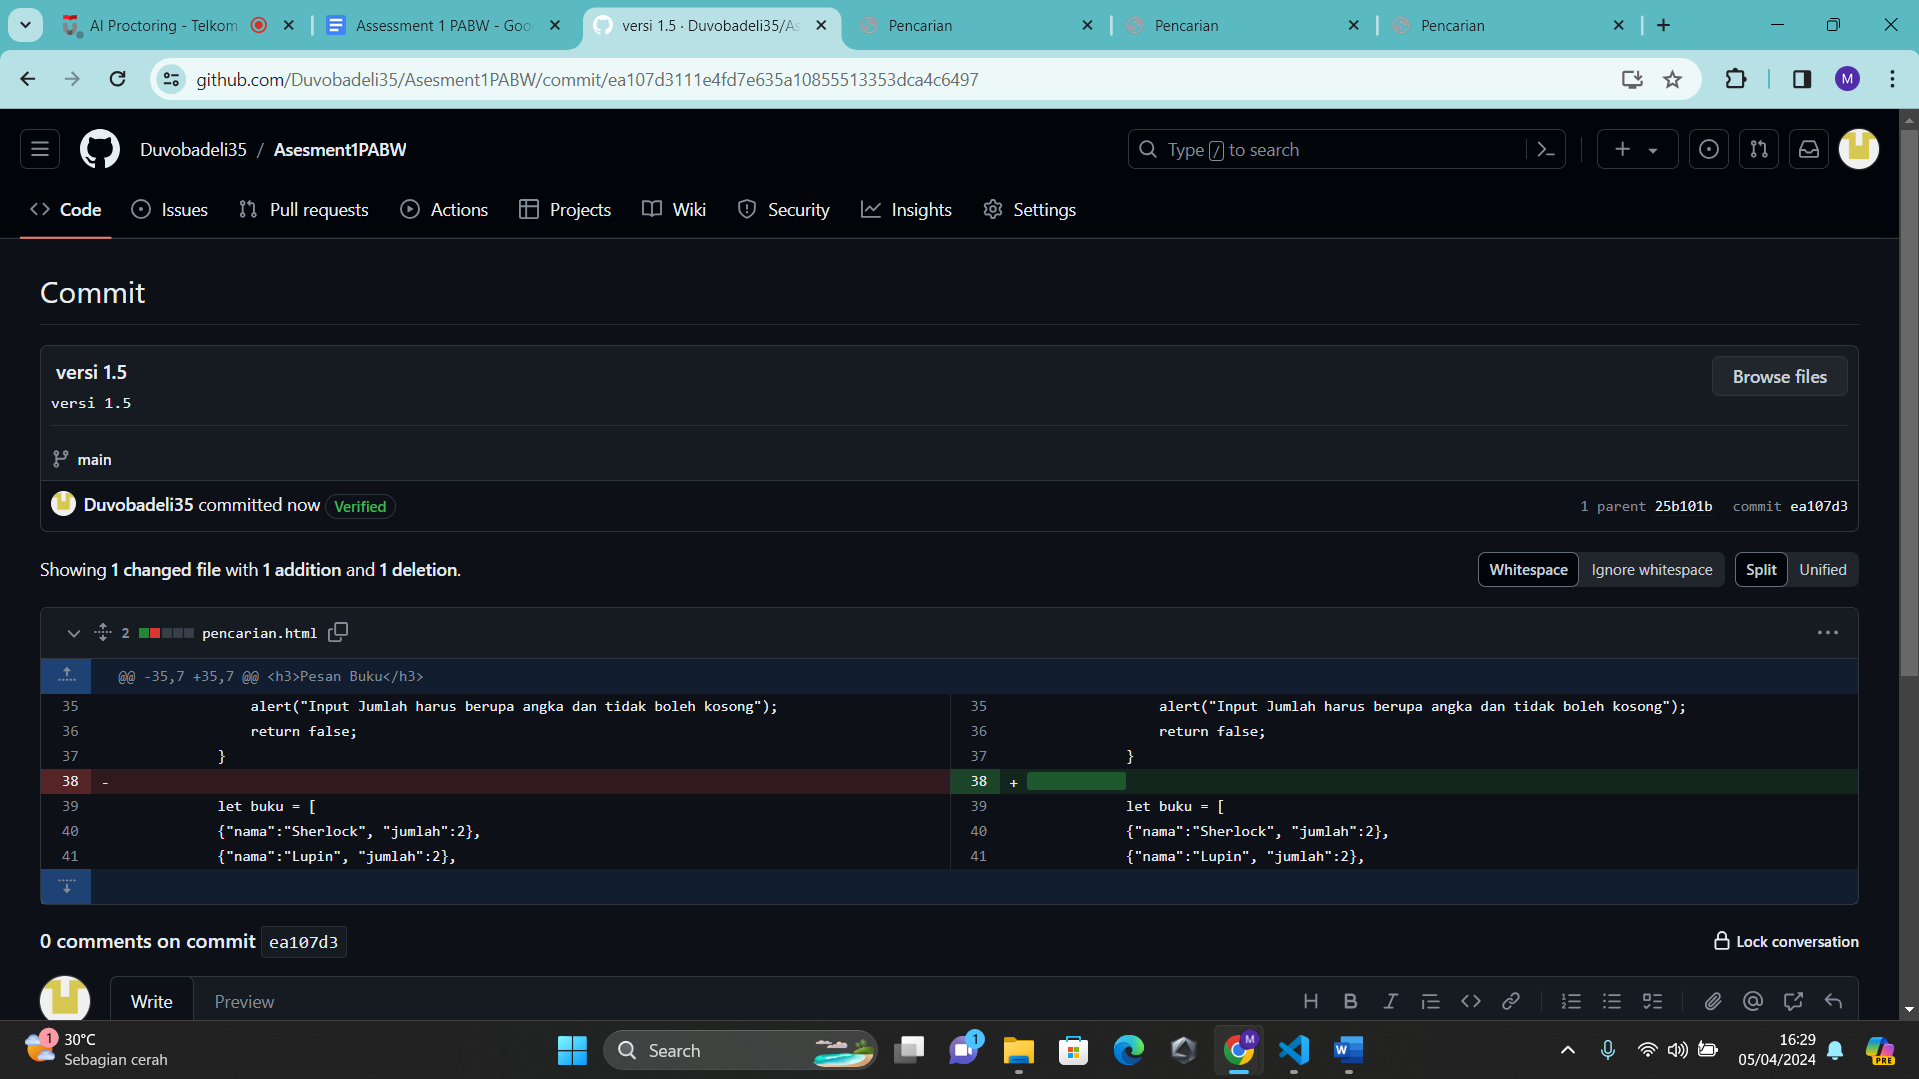 AI Proctoring - Telkom
Assessment 1 PABW - Goo
versi 1.5 · Duvobadeli35/As
Pencarian
Pencarian
Pencarian
github.com/Duvobadeli35/Asesment1PABW/commit/ea107d3111e4fd7e635a10855513353dca4c6497
M
Duvobadeli35 / Asesment1PABW
Type / to search
Code
Issues
Pull requests
Actions
Projects
Wiki
Security
Insights
Settings
Commit
versi 1.5
Browse files
versi 1.5
main
Duvobadeli35 committed now Verified
1 parent 25b101b commit ea107d3
Showing 1 changed file with 1 addition and 1 deletion.
Whitespace Ignore whitespace
Split Unified
2 pencarian.html
@@ -35,7 +35,7 @@ <h3>Pesan Buku</h3>
35 alert("Input Jumlah harus berupa angka dan tidak boleh kosong"); 35 alert("Input Jumlah harus berupa angka dan tidak boleh kosong");
36 return false; 36 return false;
37 } 37 }
38 - 38 +
39 let buku = [ 39 let buku = [
40 {"nama":"Sherlock", "jumlah":2}, 40 {"nama":"Sherlock", "jumlah":2},
41 {"nama":"Lupin", "jumlah":2}, 41 {"nama":"Lupin", "jumlah":2},
0 comments on commit ea107d3
Lock conversation
Write Preview
1
30°C
Sebagian cerah
Search
1
M
16:29
05/04/2024
PRE